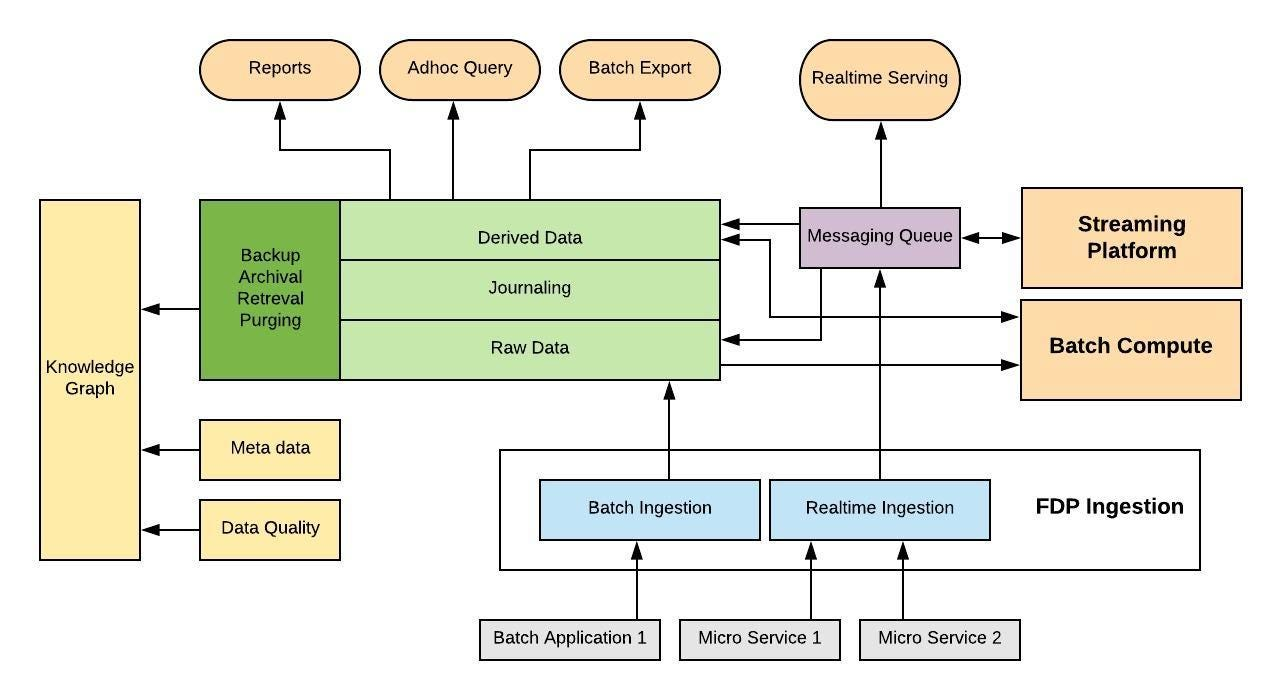 Reports
Adhoc Query
Batch Export
Realtime Serving
Derived Data
Messaging Queue
Streaming
Platform
Backup
Archival
Retreval
Purging
Journaling
Raw Data
Batch Compute
Knowledge
Graph
Meta data
Data Quality
Batch Ingestion
Realtime Ingestion
FDP Ingestion
Batch Application 1
Micro Service 1
Micro Service 2